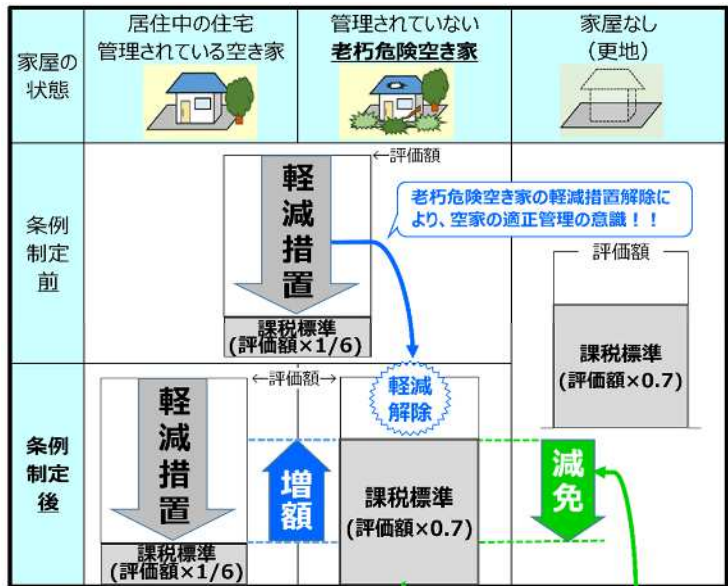 家屋の
状態
居住中の住宅
管理されている空き家
管理されていない
老朽危険空き家
家屋なし
（更地）
条例
制定
前
←評価額
軽減措置
課税標準
(評価額×1/6)
老朽危険空き家の軽減措置解除に
より、空家の適正管理の意識！！
評価額
課税標準
(評価額×0.7)
条例
制定
後
←評価額→
軽減措置
課税標準
(評価額×1/6)
増額
軽減
解除
課税標準
(評価額×0.7)
減免